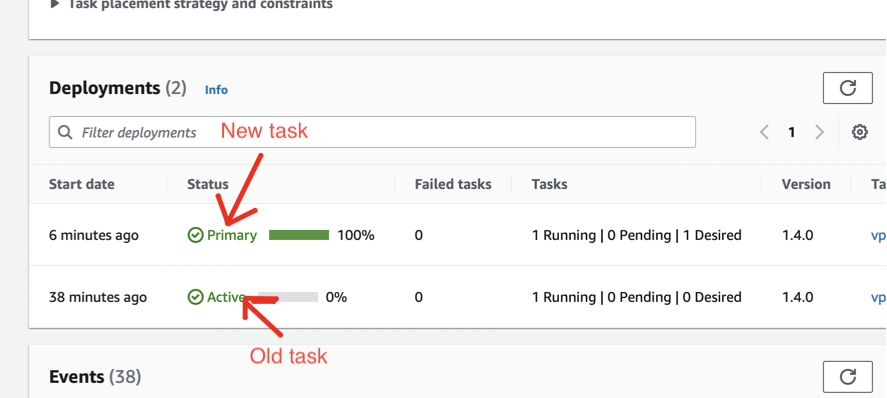 Task placement strategy and constraints
Deployments (2) Info
Filter deployments New task
1
Start date Status Failed tasks Tasks Version Ta
6 minutes ago Primary 100% 0 1 Running | 0 Pending | 1 Desired 1.4.0 vp
38 minutes ago Active 0% 0 1 Running | 0 Pending | 0 Desired 1.4.0 vp
Old task
Events (38)